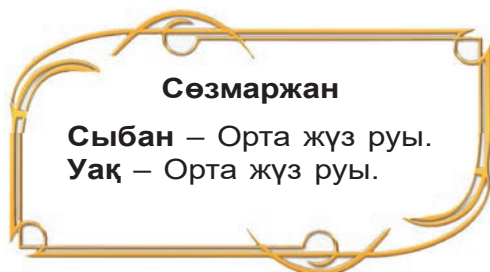 Сөзмаржан
Сыбан – Орта жүз руы.
Уақ – Орта жүз руы.